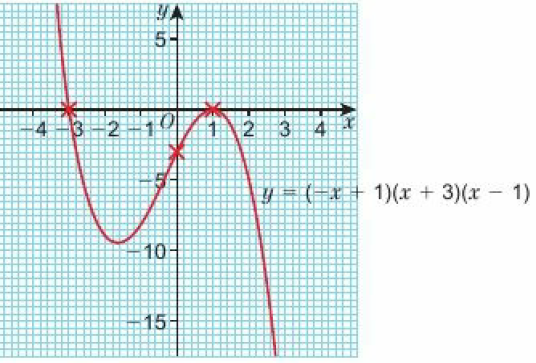 y
5
-4 -3 -2 -1 O 1 2 3 4 x
-5
y = (-x + 1)(x + 3)(x - 1)
-10
-15